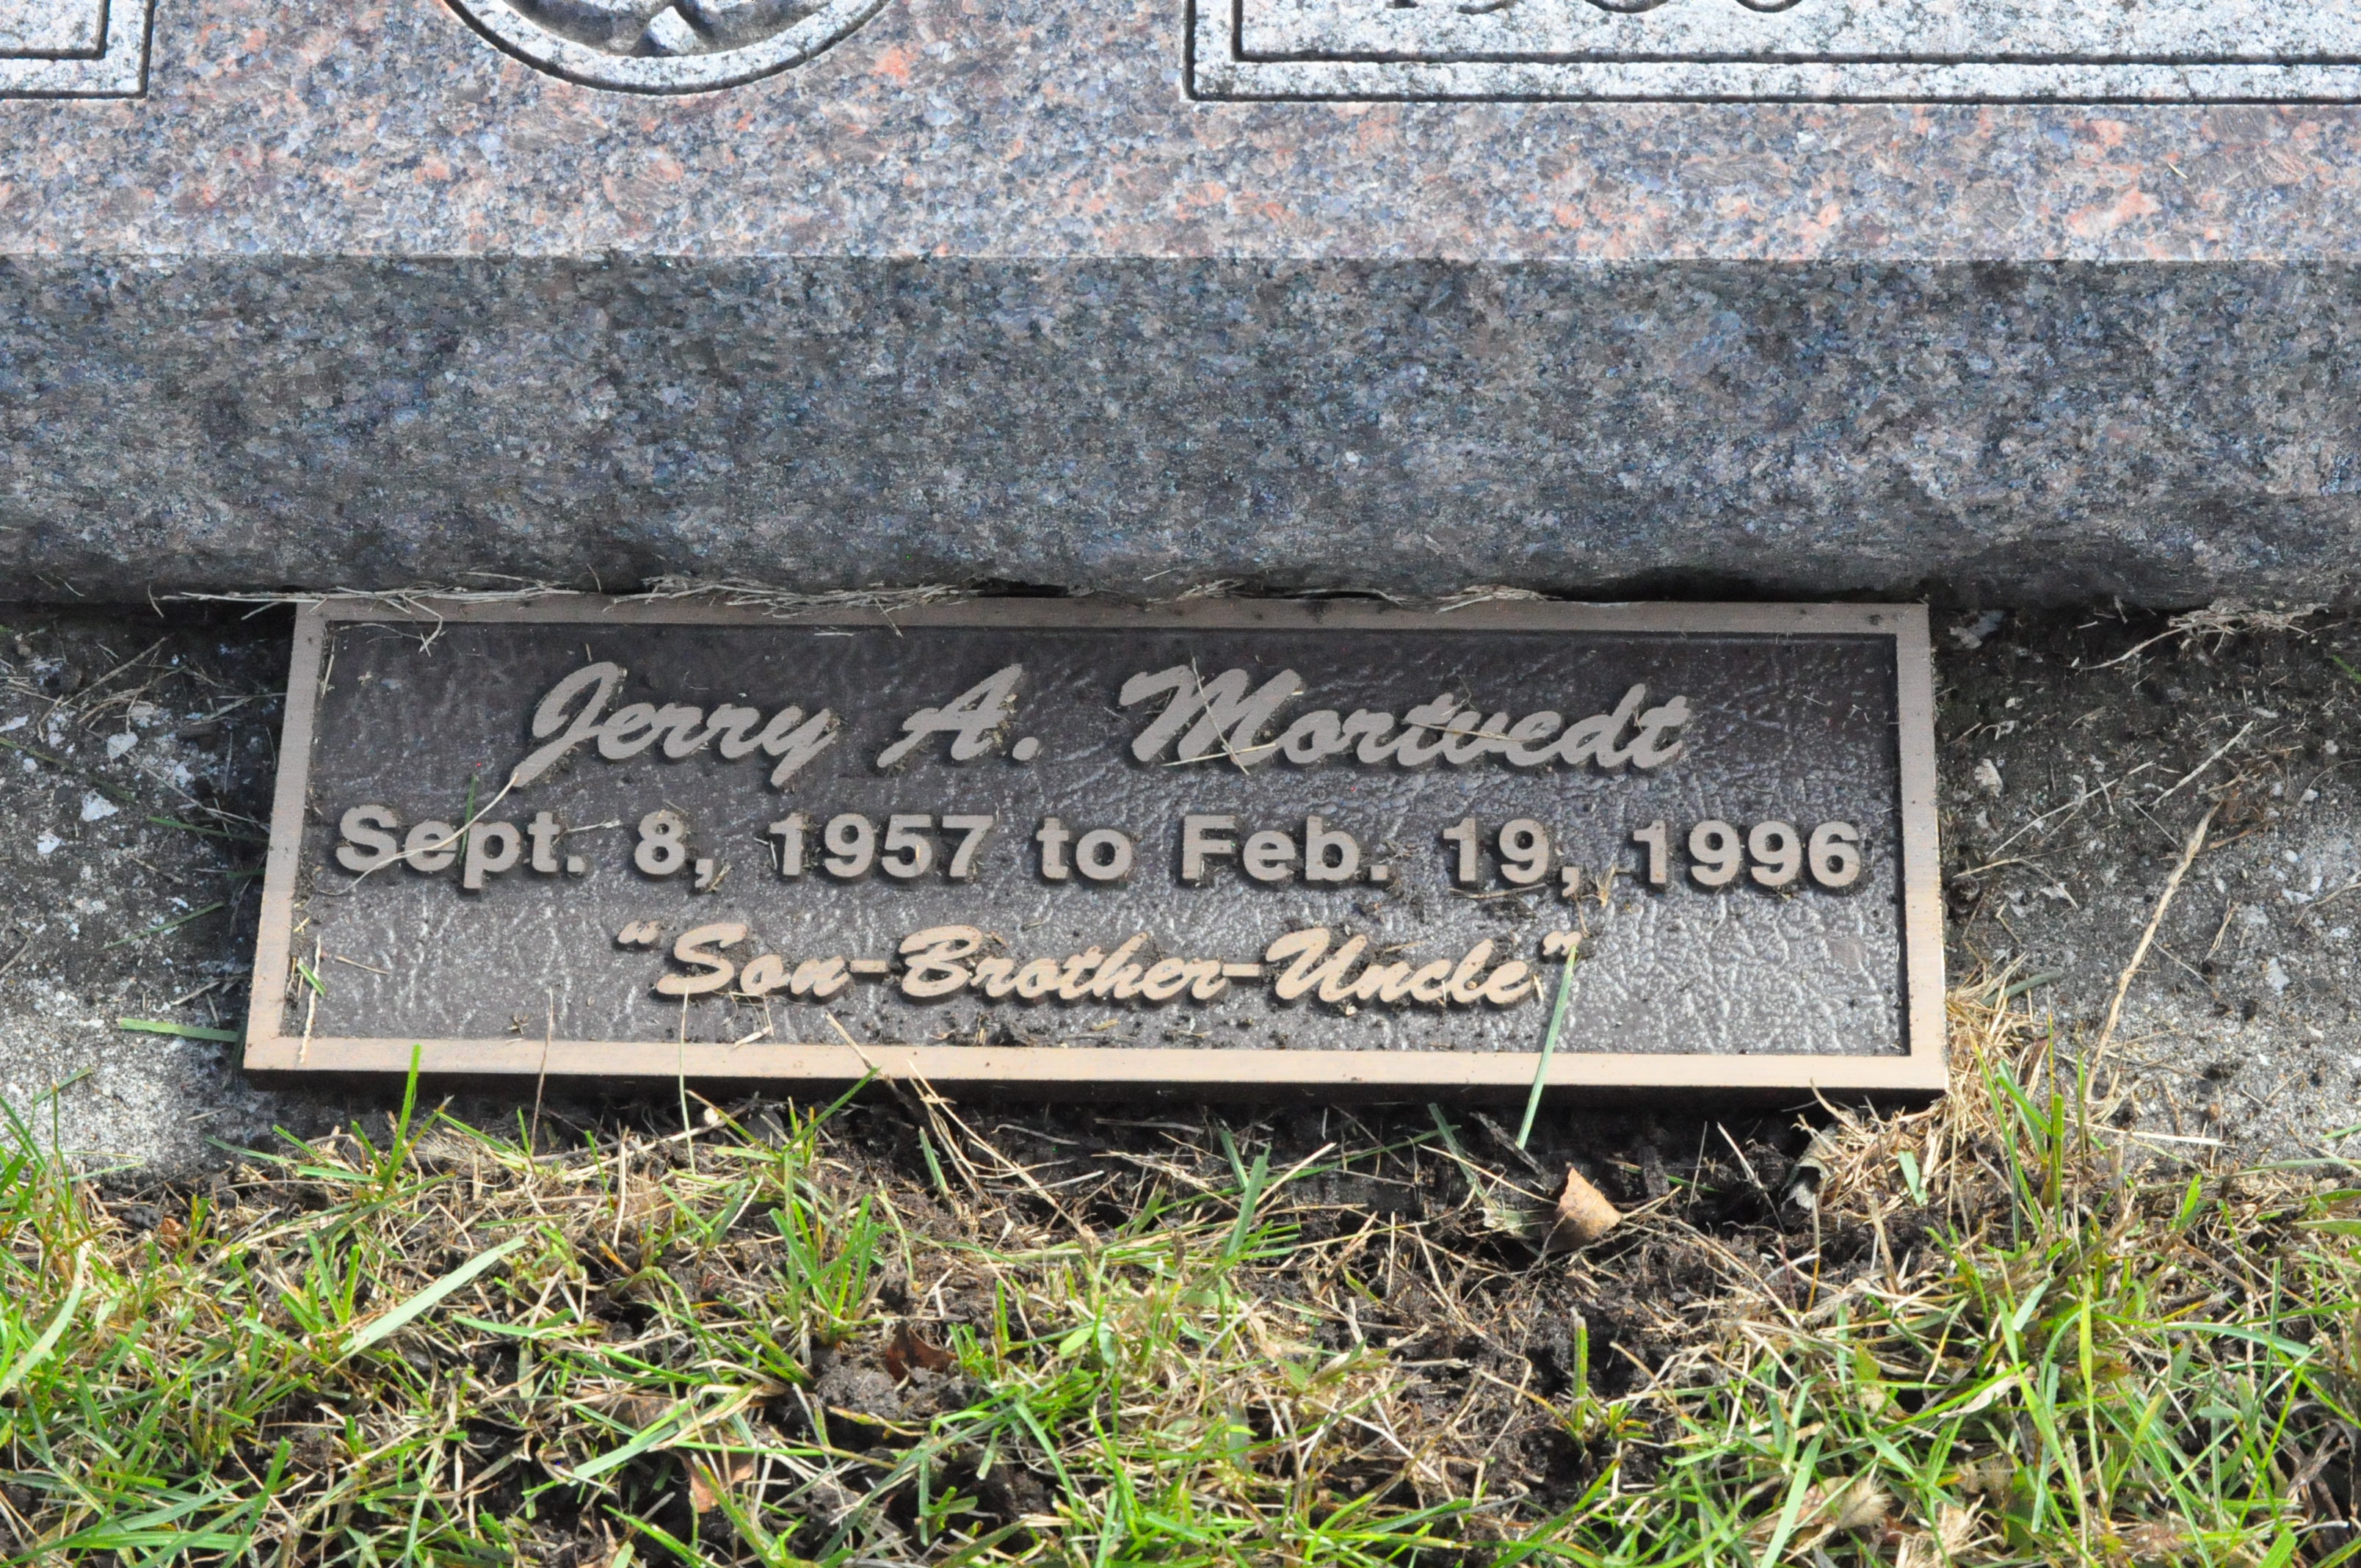 Jerry A. Mortvedt
Sept. 8, 1957 to Feb. 19, 1996
“Son-Brother-Uncle”